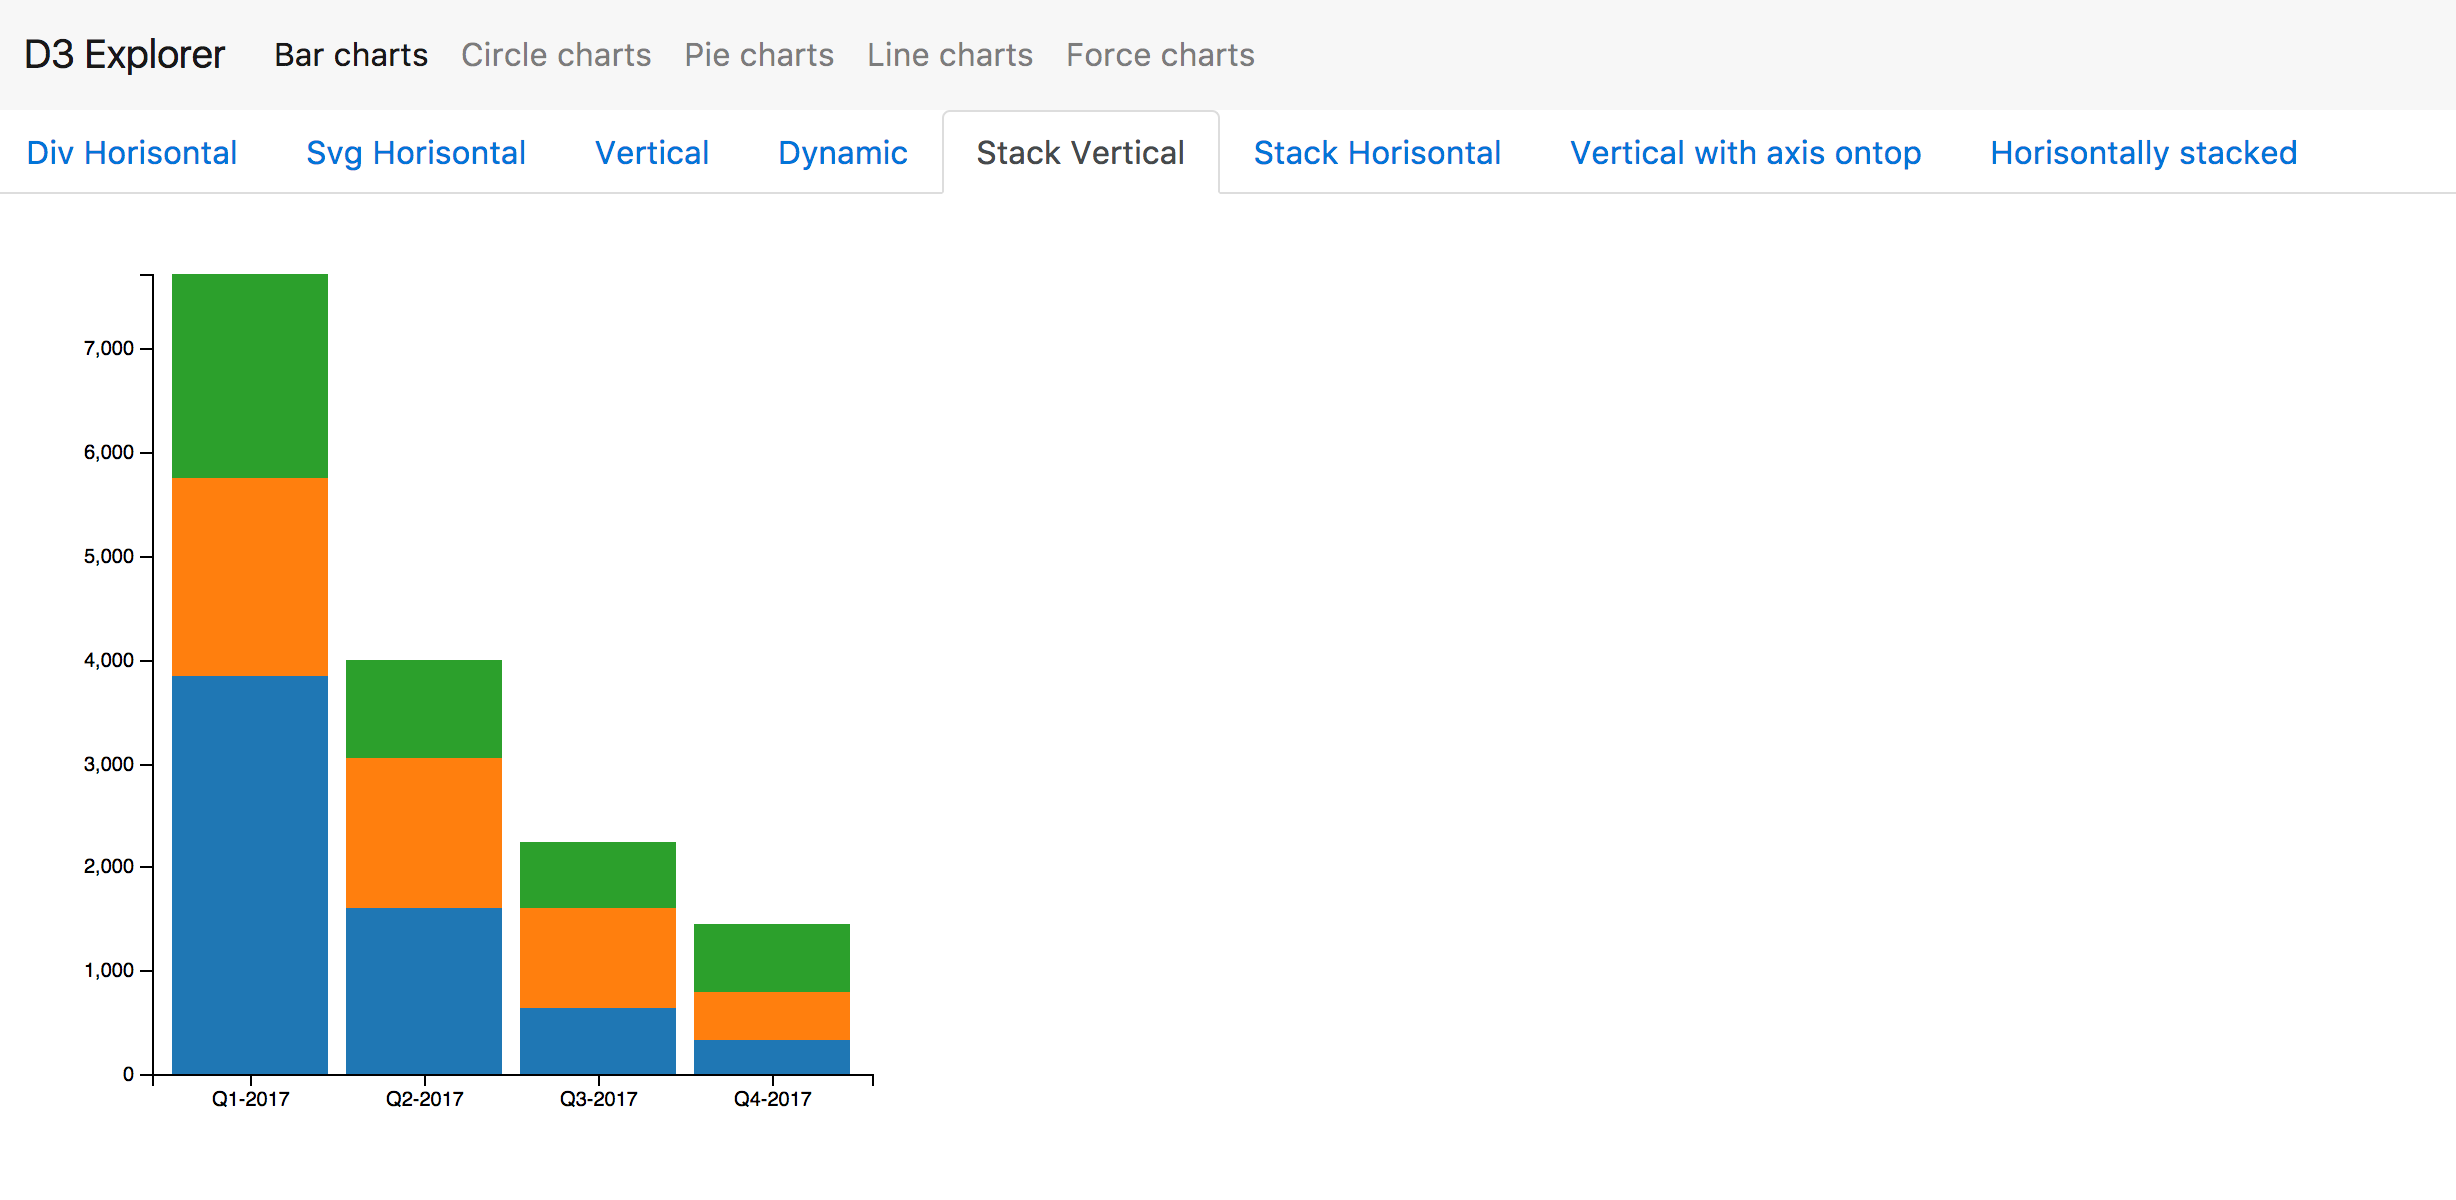 D3 Explorer Bar charts Circle charts Pie charts Line charts Force charts
Div Horisontal Svg Horisontal Vertical Dynamic Stack Vertical Stack Horisontal Vertical with axis ontop Horisontally stacked
7,000
6,000
5,000
4,000
3,000
2,000
1,000
0
Q1-2017 Q2-2017 Q3-2017 Q4-2017